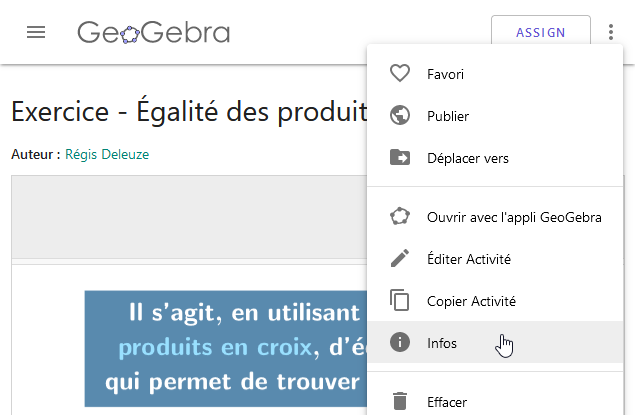 GeoGebra
ASSIGN
Exercice - Égalité des produit
Auteur : Régis Deleuze
Il s'agit, en utilisant
produits en croix, d'é
qui permet de trouver
Favori
Publier
Déplacer vers
Ouvrir avec l'appli GeoGebra
Éditer Activité
Copier Activité
Infos
Effacer